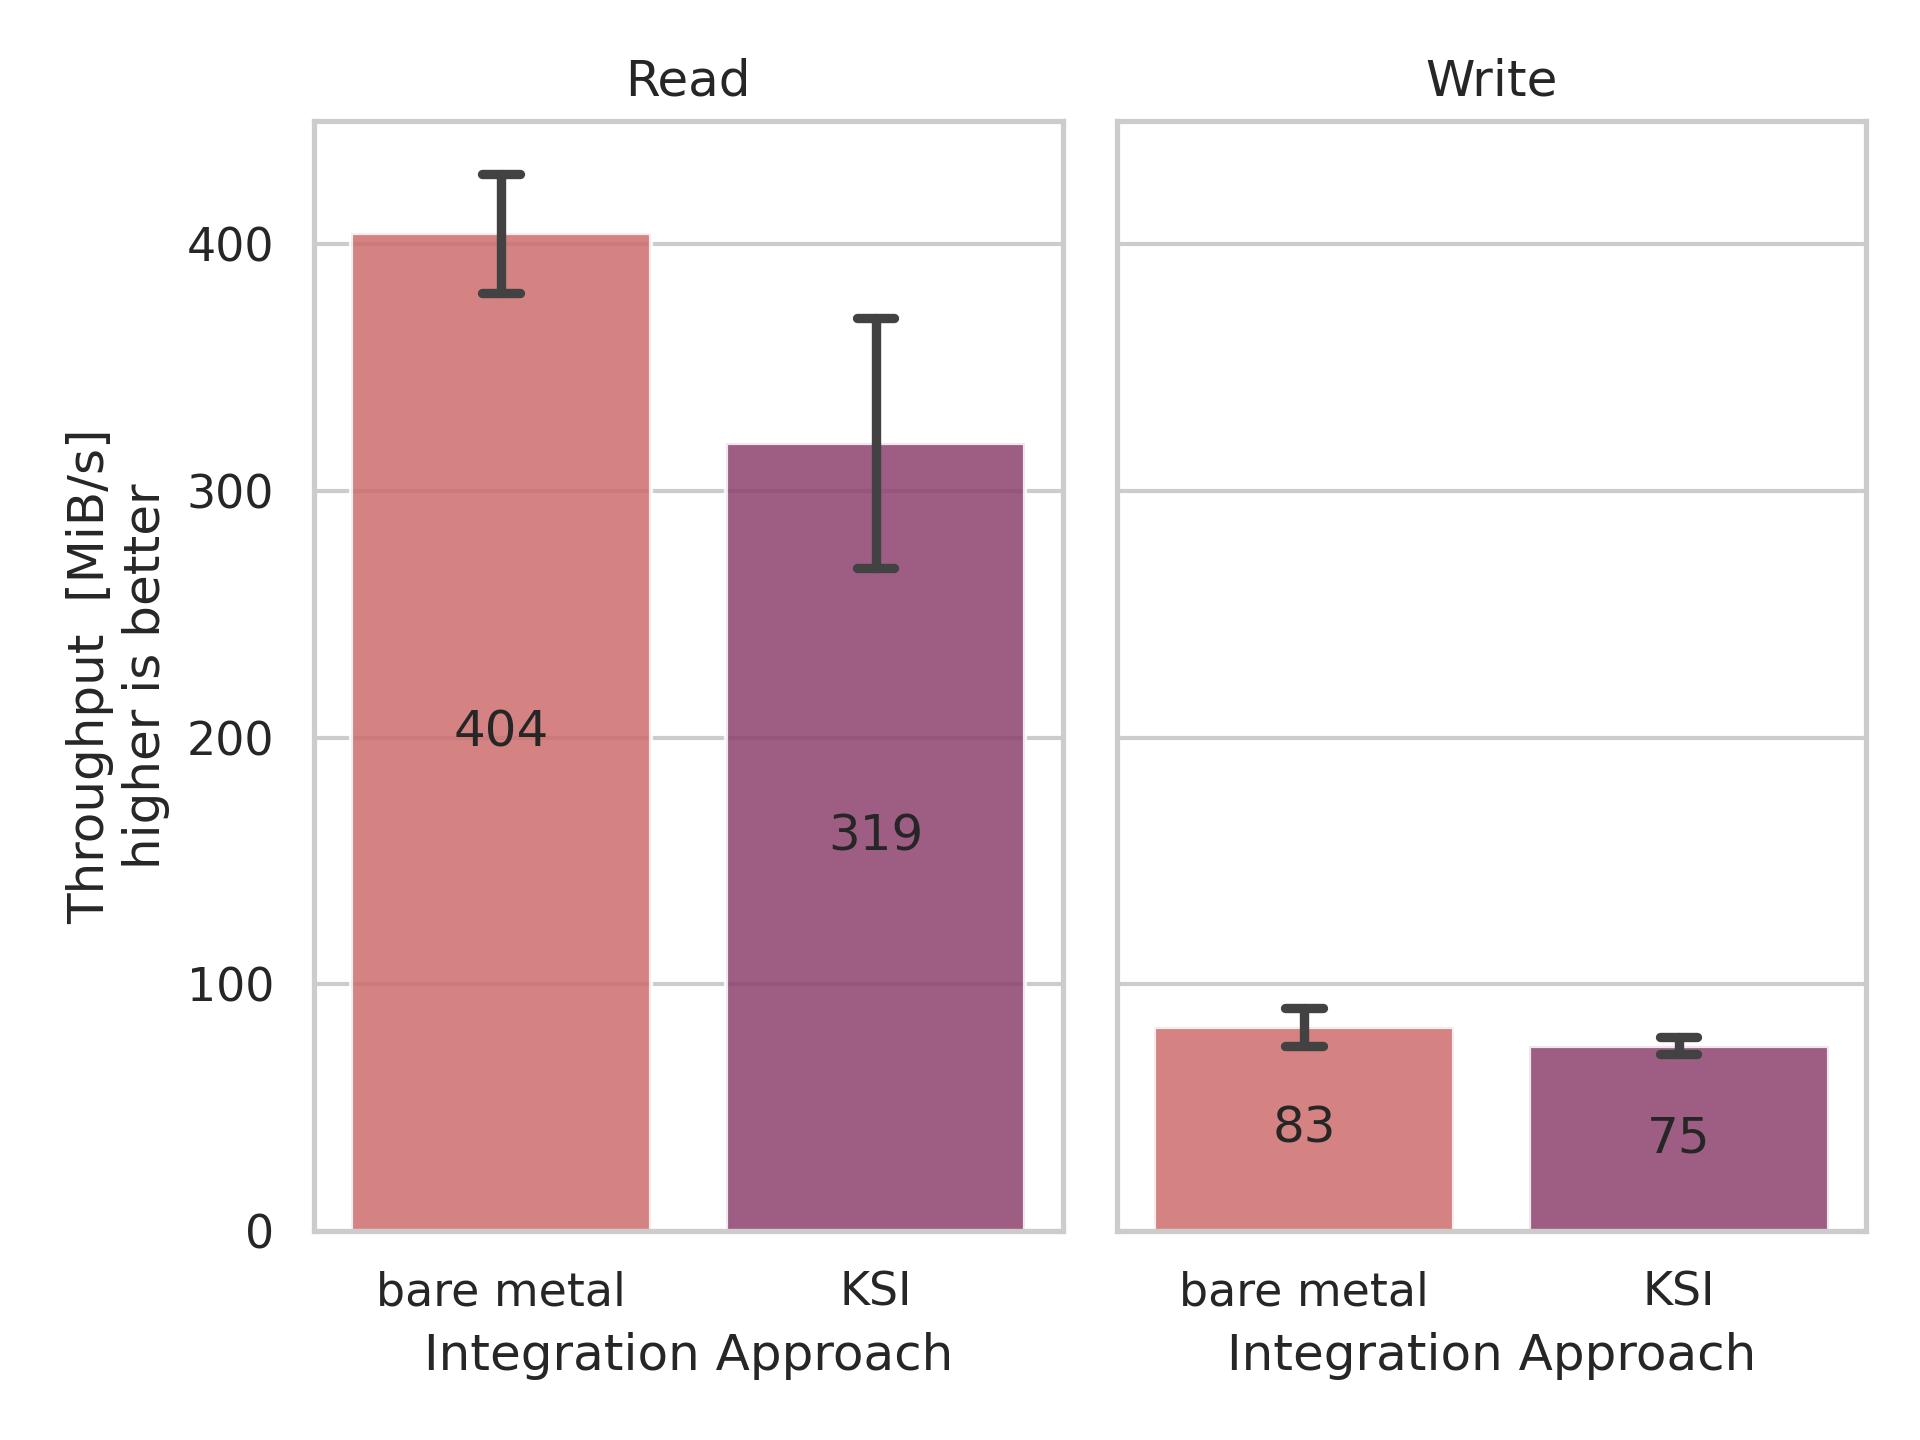 Read
Write
Throughput [MiB/s]
higher is better
400
300
200
100
0
404
319
83
75
bare metal
KSI
bare metal
KSI
Integration Approach
Integration Approach